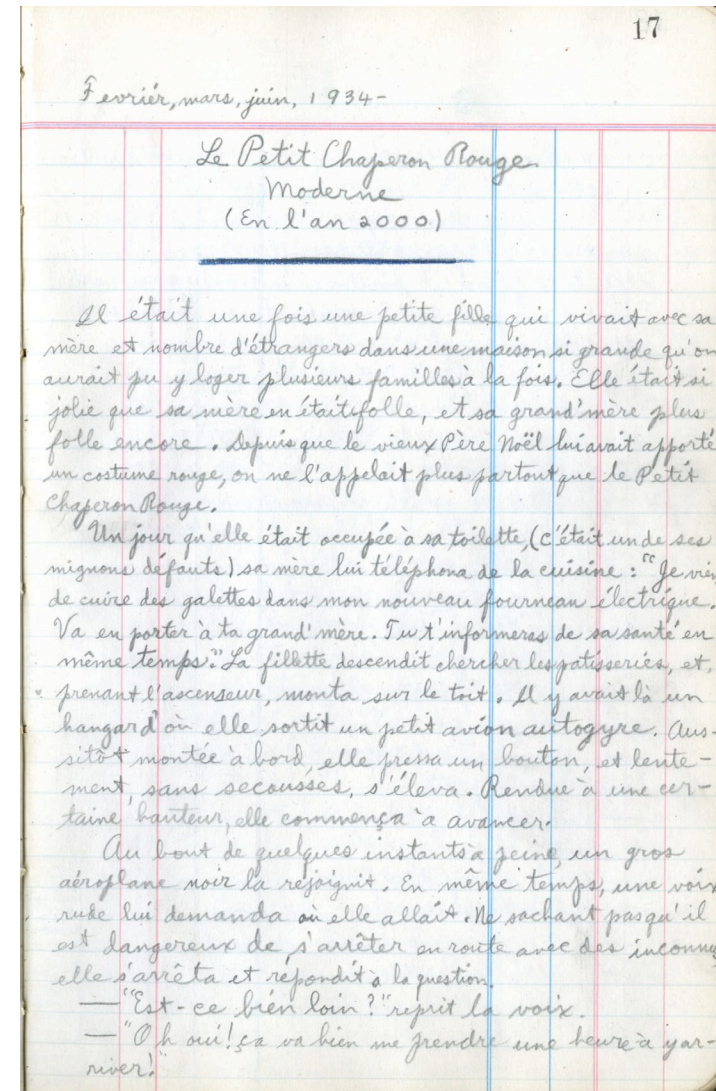 17
Fevriér, mars, juin, 1934-
Le Petit Chaperon Rouge
Moderne
(En l'an 2000)
Il était une fois une petite fille qui vivait avec sa
mère et nombre d'étrangers dans une maison si grande qu'on
aurait pu y loger plusieurs familles à la fois. Elle était si
jolie que sa mère en était folle, et sa grand'mère plus
folle encore. Depuis que le vieux Père Noël lui avait apporté
un costume rouge, on ne l'appelait plus partout que le Petit
Chaperon Rouge.
Un jour qu'elle était occupée à sa toilette, (c'était un de ses
mignons défauts) sa mère lui téléphona de la cuisine : "Je vien
de cuire des galettes dans mon nouveau fourneau électrique.
Va en porter à ta grand'mère. Tu t'informeras de sa santé en
même temps." La fillette descendit chercher les patisseries, et,
prenant l'ascenseur, monta sur le toit. Il y avait là un
hangard où elle sortit un petit avion autogyre. Aus-
sitôt montée à bord, elle pressa un bouton, et lente-
ment, sans secousses, s'éleva. Rendue à une cer-
taine hauteur, elle commença à avancer.
Au bout de quelques instants à peine, un gros
aéroplane noir la rejoignit. En même temps, une voix
rude lui demanda où elle allait. Ne sachant pas qu'il
est dangereux de s'arrêter en route avec des inconnus
elle s'arrêta et répondit à la question.
— "Est-ce bien loin?" reprit la voix.
— "Oh oui! ça va bien me prendre une heure à y ar-
river!"